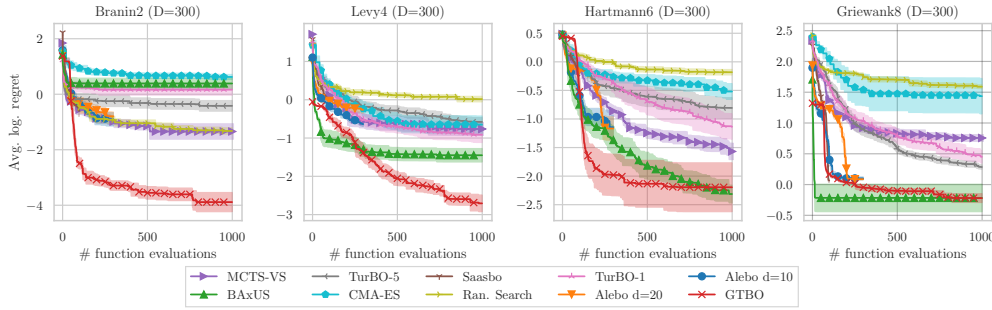 Branin2 (D=300) Levy4 (D=300) Hartmann6 (D=300) Griewank8 (D=300)
Avg. log. regret
2 0 −2 −4
1 0 −1 −2 −3
0.5 0.0 −0.5 −1.0 −1.5 −2.0 −2.5
2.5 2.0 1.5 1.0 0.5 0.0 −0.5
0 500 1000 0 500 1000 0 500 1000 0 500 1000
# function evaluations # function evaluations # function evaluations # function evaluations
MCTS-VS TurBO-5 Saasbo TurBO-1 Alebo d=10
BAxUS CMA-ES Ran. Search Alebo d=20 GTBO